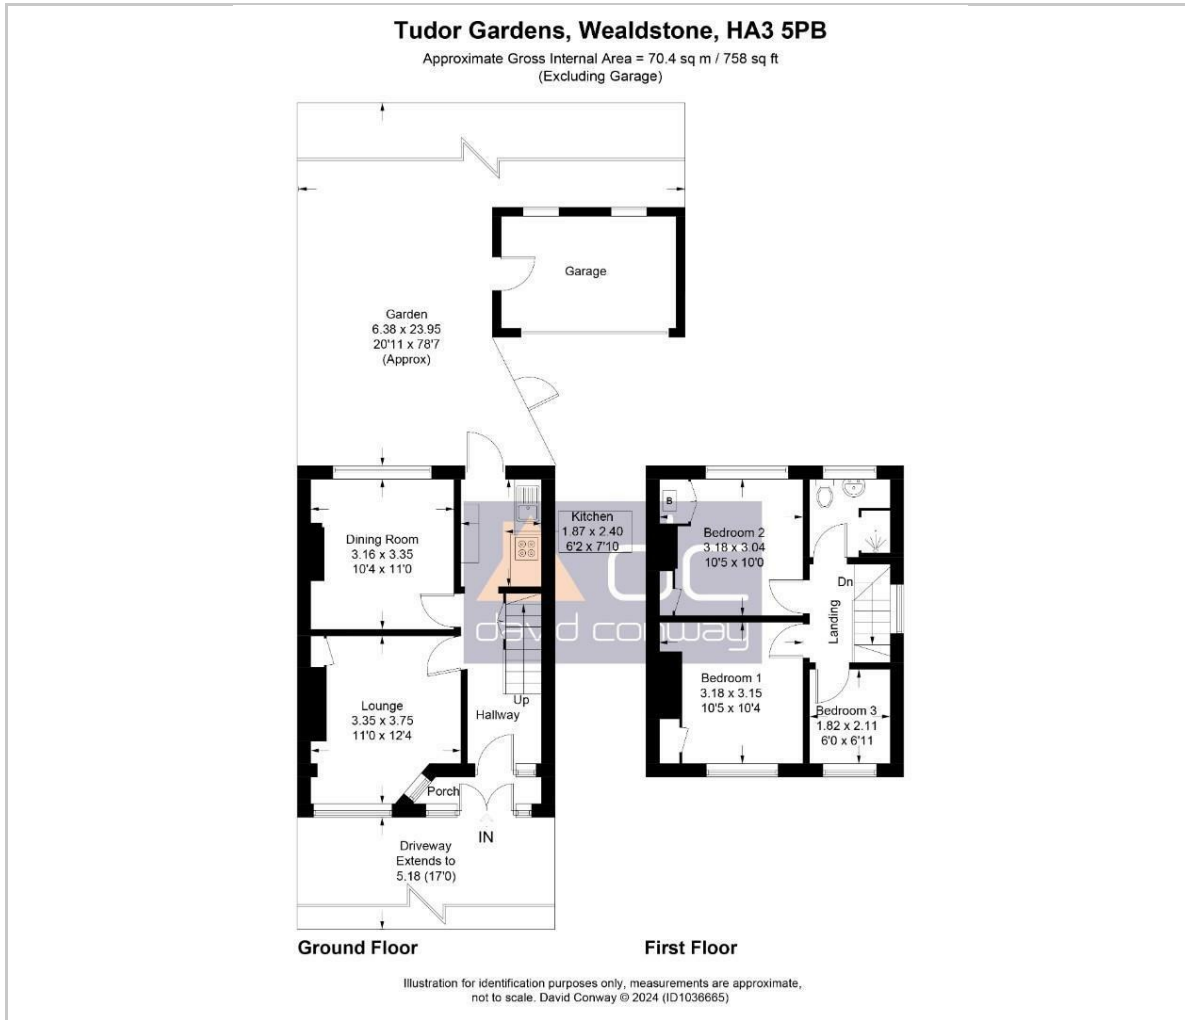 Tudor Gardens, Wealdstone, HA3 5PB
Approximate Gross Internal Area = 70.4 sq m / 758 sq ft
(Excluding Garage)
Garage
Garden
6.38 x 23.95
20'11 x 78'7
(Approx)
Kitchen
1.87 x 2.40
6'2 x 7'10
Dining Room
3.16 x 3.35
10'4 x 11'0
Lounge
3.35 x 3.75
11'0 x 12'4
Up
Hallway
Porch
IN
Driveway
Extends to
5.18 (17'0)
Ground Floor
B
Bedroom 2
3.18 x 3.04
10'5 x 10'0
Dn
Landing
Bedroom 1
3.18 x 3.15
10'5 x 10'4
Bedroom 3
1.82 x 2.11
6'0 x 6'11
First Floor
DC
david conway
Illustration for identification purposes only, measurements are approximate,
not to scale. David Conway © 2024 (ID1036665)